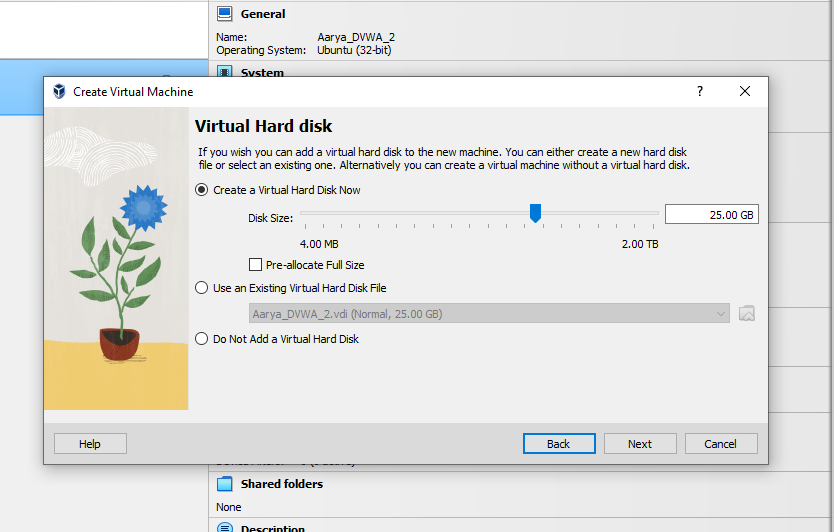 General
Name: Aarya_DVWA_2
Operating System: Ubuntu (32-bit)
System
Create Virtual Machine
?
Virtual Hard disk
If you wish you can add a virtual hard disk to the new machine. You can either create a new hard disk
file or select an existing one. Alternatively you can create a virtual machine without a virtual hard disk.
Create a Virtual Hard Disk Now
Disk Size: 25.00 GB
4.00 MB 2.00 TB
Pre-allocate Full Size
Use an Existing Virtual Hard Disk File
Aarya_DVWA_2.vdi (Normal, 25.00 GB)
Do Not Add a Virtual Hard Disk
Help Back Next Cancel
Shared folders
None
Description